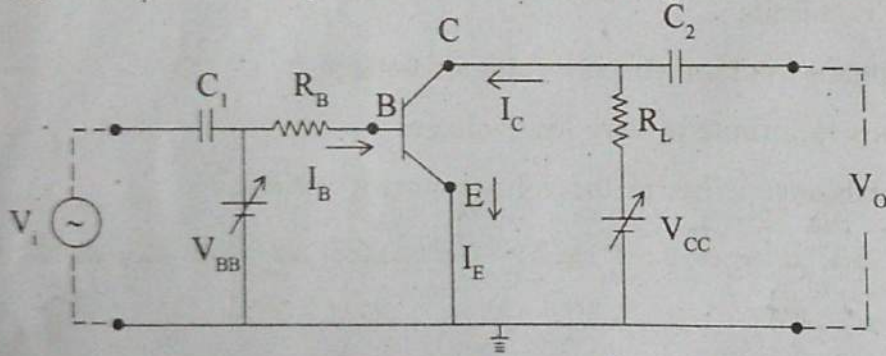 C C₂
C₁ R_B B I_C R_L
V_i ~ I_B E V_O
V_BB I_E V_CC